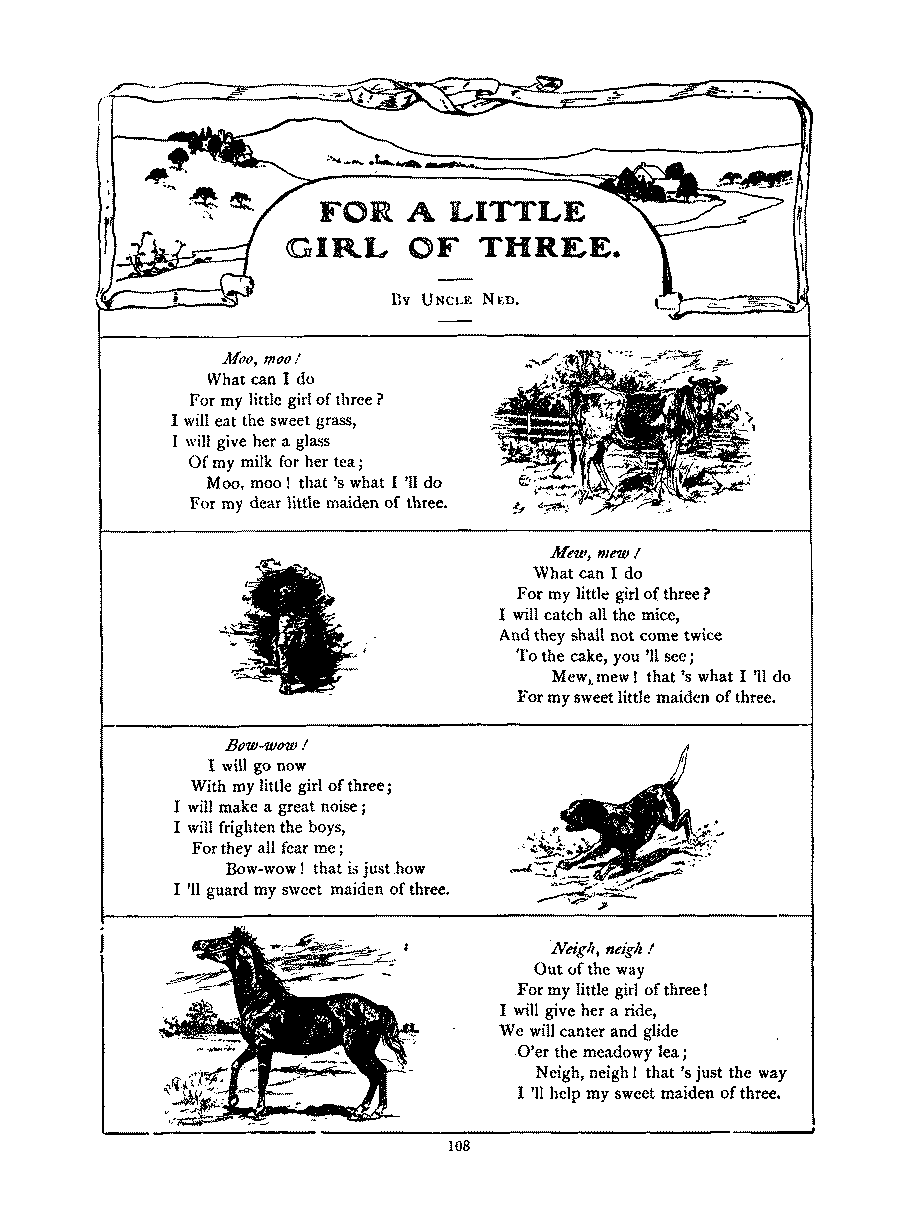 FOR A LITTLE
GIRL OF THREE.
BY UNCLE NED.
Moo, moo!
What can I do
For my little girl of three?
I will eat the sweet grass,
I will give her a glass
Of my milk for her tea;
Moo, moo! that 's what I 'll do
For my dear little maiden of three.
Mew, mew!
What can I do
For my little girl of three?
I will catch all the mice,
And they shall not come twice
To the cake, you 'll see;
Mew, mew! that 's what I 'll do
For my sweet little maiden of three.
Bow-wow!
I will go now
With my little girl of three;
I will make a great noise;
I will frighten the boys,
For they all fear me;
Bow-wow! that is just how
I 'll guard my sweet maiden of three.
Neigh, neigh!
Out of the way
For my little girl of three!
I will give her a ride,
We will canter and glide
O'er the meadowy lea;
Neigh, neigh! that 's just the way
I 'll help my sweet maiden of three.
108